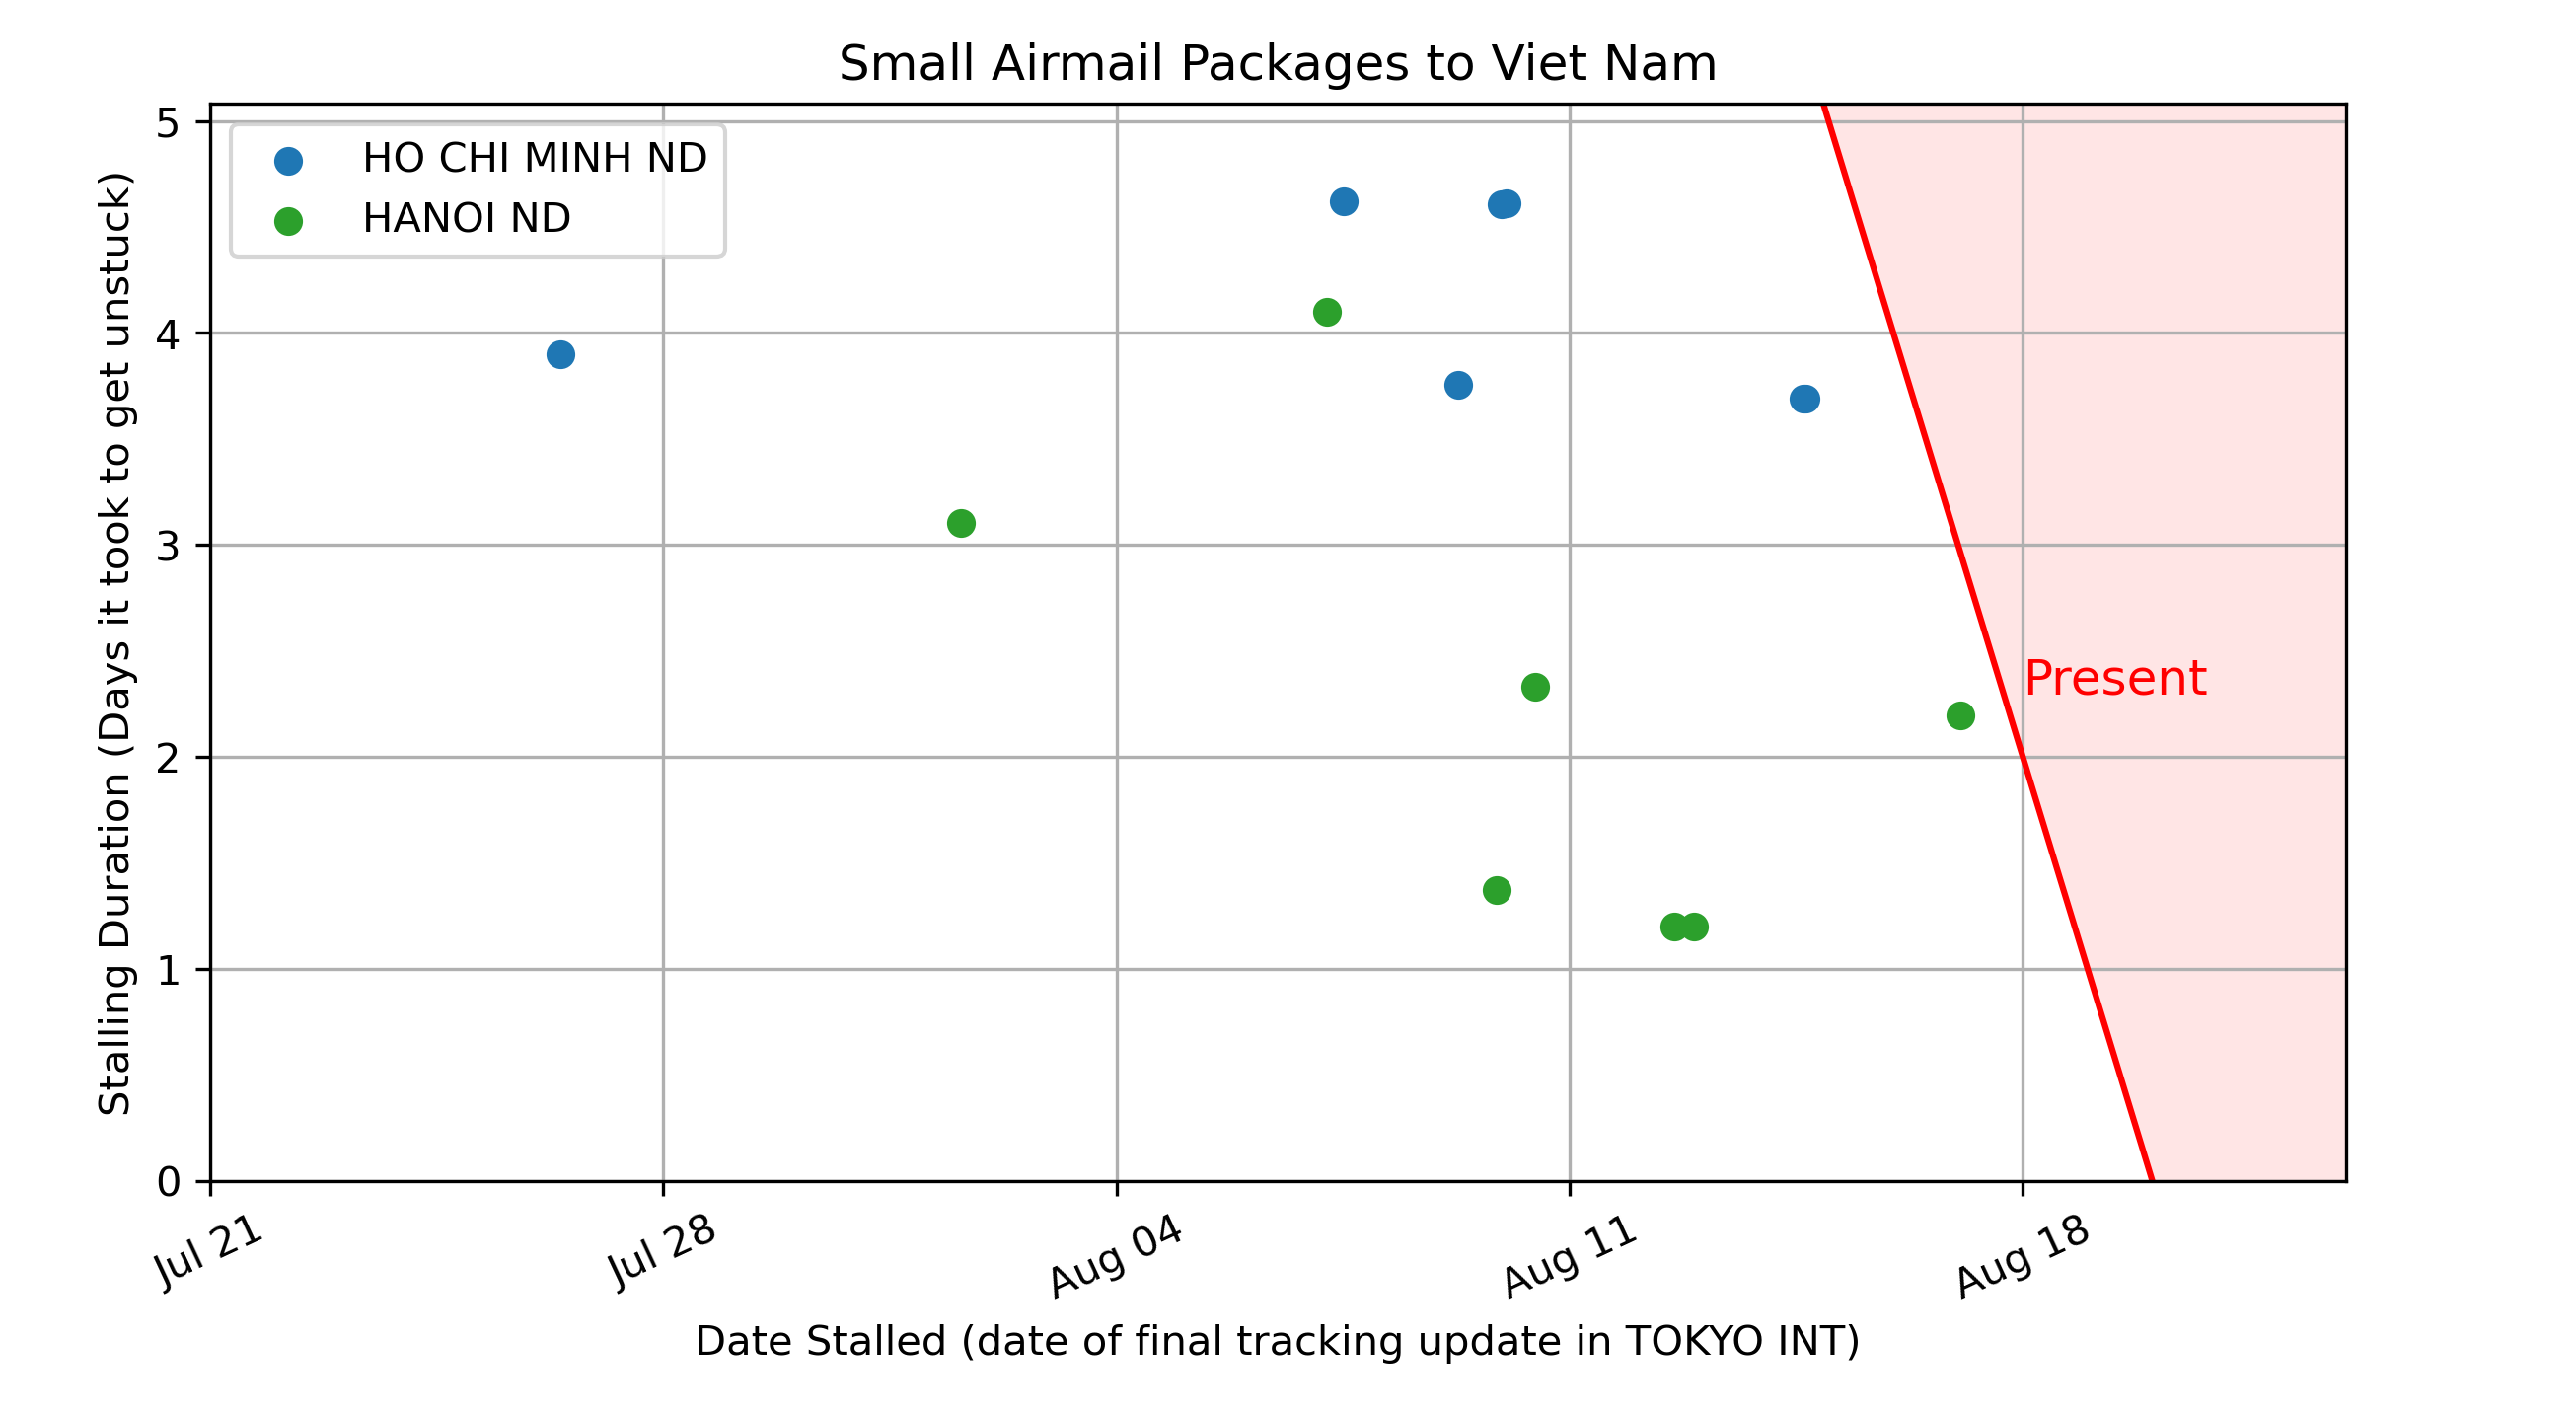 Small Airmail Packages to Viet Nam
HO CHI MINH ND
HANOI ND
Stalling Duration (Days it took to get unstuck)
5
4
3
2
1
0
Present
Jul 21
Jul 28
Aug 04
Aug 11
Aug 18
Date Stalled (date of final tracking update in TOKYO INT)